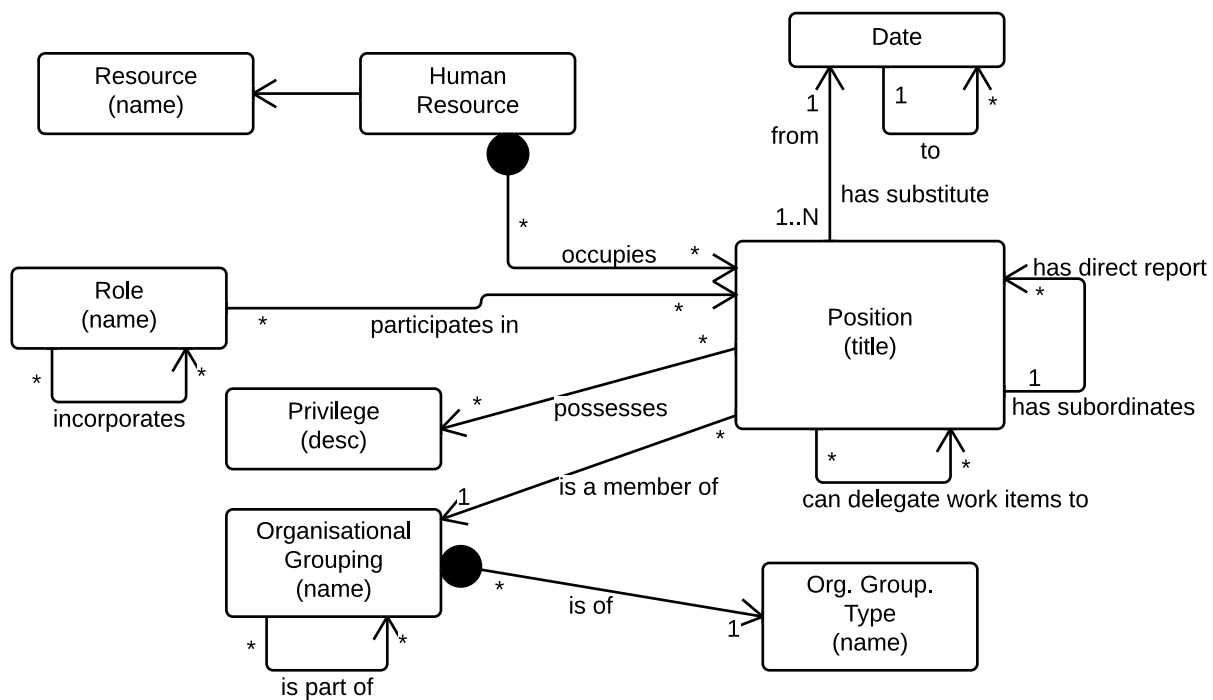 Resource
(name)
Human
Resource
Date
1
from
1
*
to
has substitute
1..N
*
occupies
*
has direct report
*
Role
(name)
*
participates in
*
Position
(title)
*
*
incorporates
*
possesses
*
Privilege
(desc)
1
has subordinates
*
*
can delegate work items to
*
is a member of
1
Organisational
Grouping
(name)
*
is of
1
Org. Group.
Type
(name)
*
*
is part of